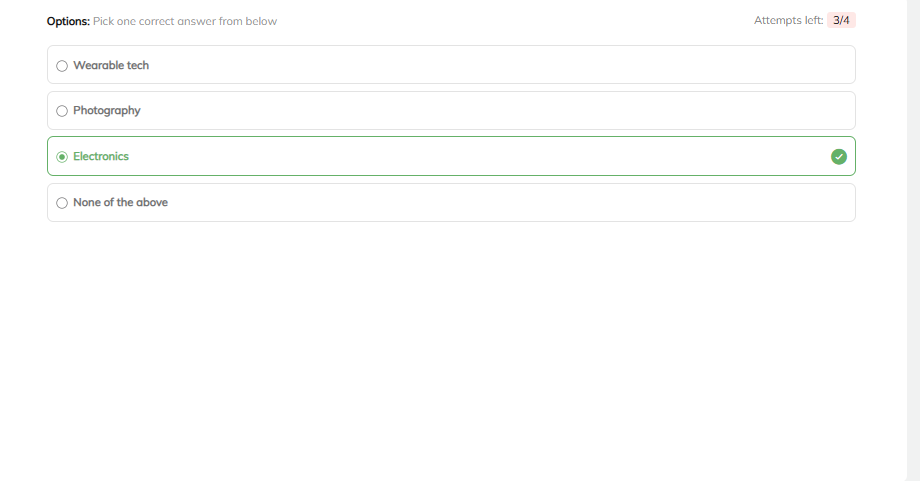 Options: Pick one correct answer from below
Attempts left: 3/4
Wearable tech
Photography
Electronics
None of the above